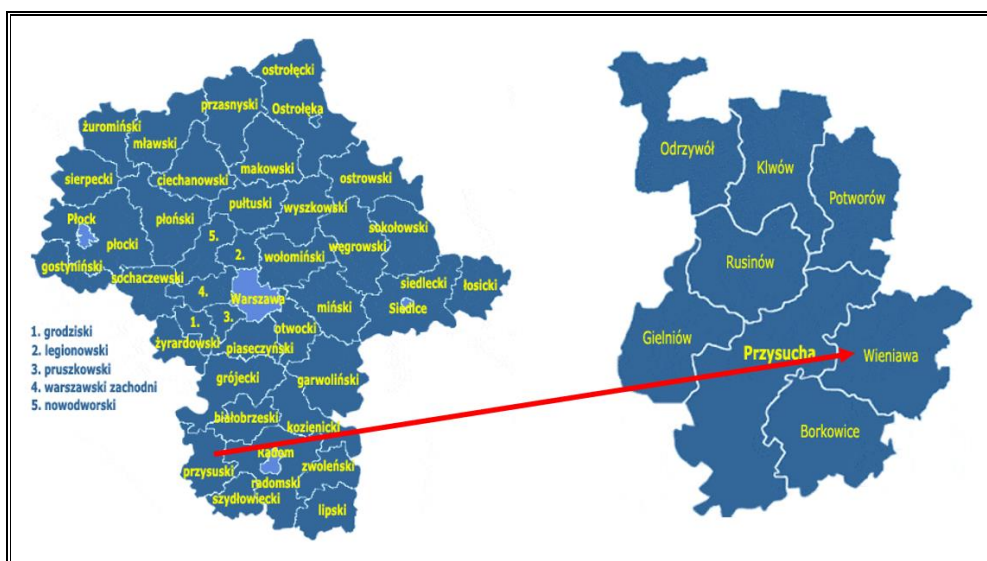 ostrołęcki
przasnyski
Ostrołęka
żuromiński
mławski
makowski
sierpecki
ciechanowski
ostrowski
pułtuski
wyszkowski
Płock
płoński
sokołowski
płocki
5.
węgrowski
gostyniński
2.
wołomiński
sochaczewski
siedlecki
łosicki
4.
Warszawa
miński
Siedlce
1.
3.
otwocki
żyrardowski
piaseczyński
grójecki
garwoliński
białobrzeski
kozienicki
Radom
przysuski
zwoleński
radomski
szydłowiecki
lipski
1. grodziski
2. legionowski
3. pruszkowski
4. warszawski zachodni
5. nowodworski
Odrzywół
Klwów
Potworów
Rusinów
Gielniów
Przysucha
Wieniawa
Borkowice